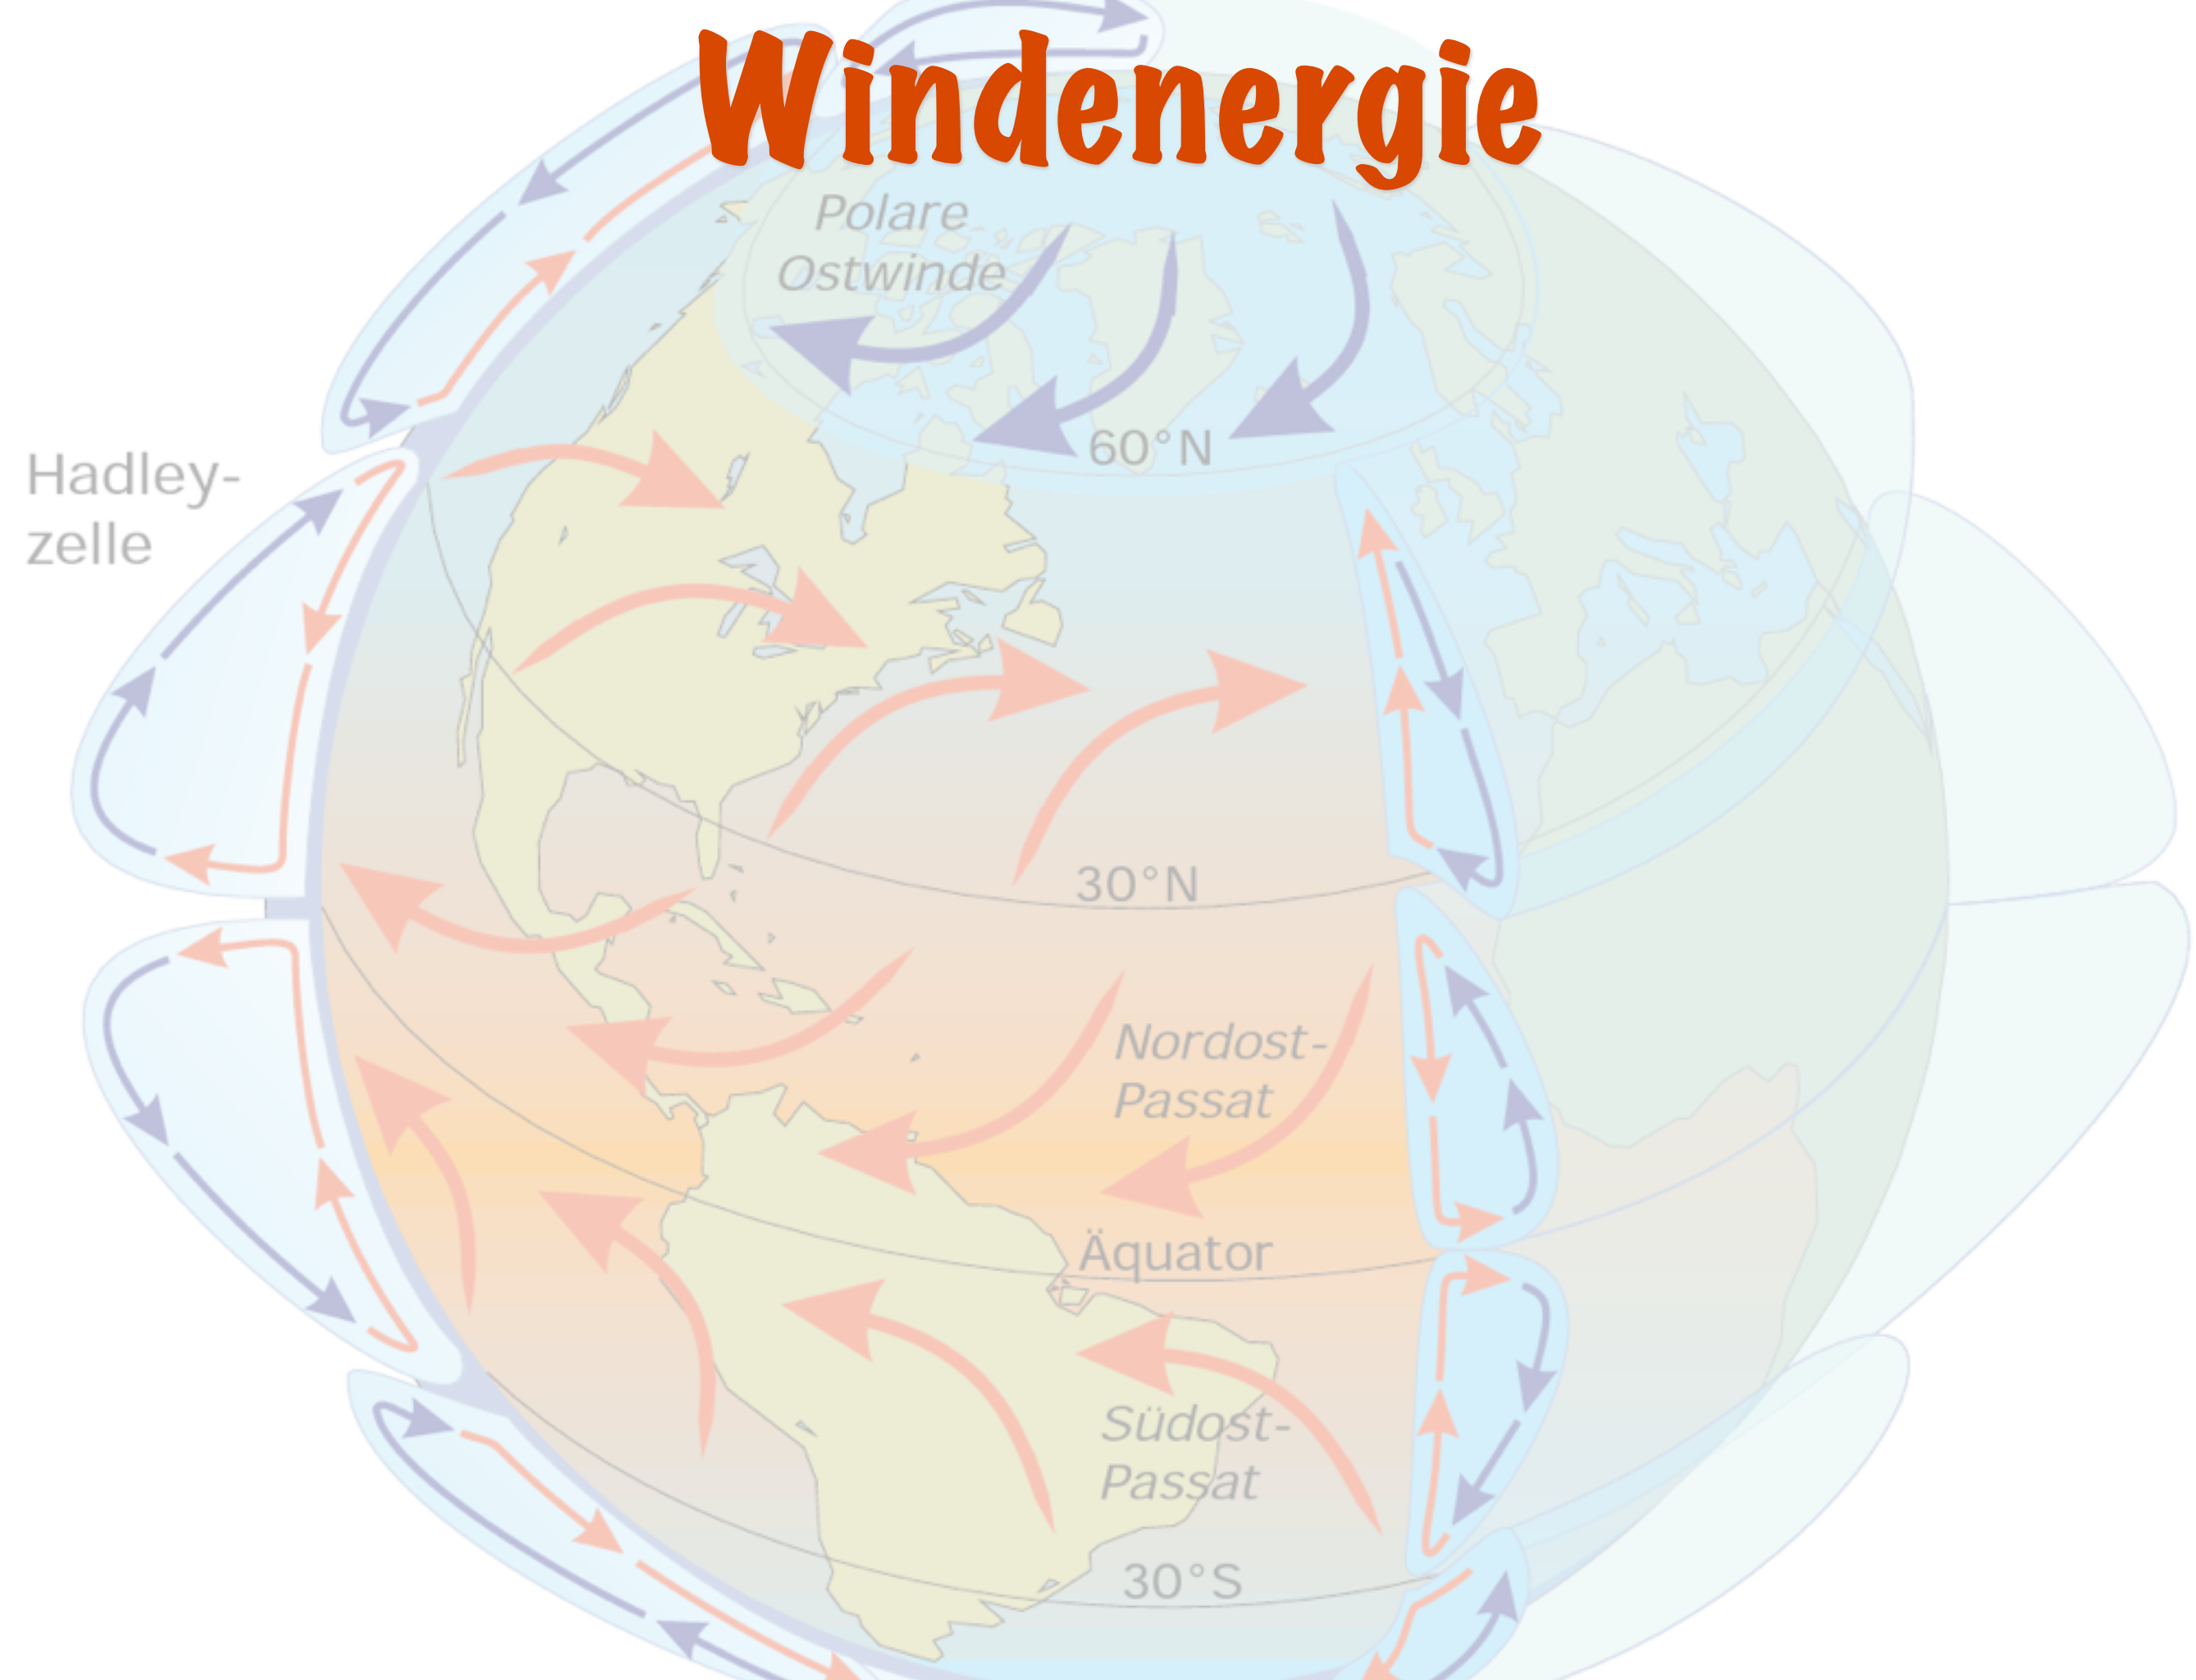 Windenergie
Polare
Ostwinde
60°N
Hadley-
zelle
30°N
Nordost-
Passat
Äquator
Südost-
Passat
30°S